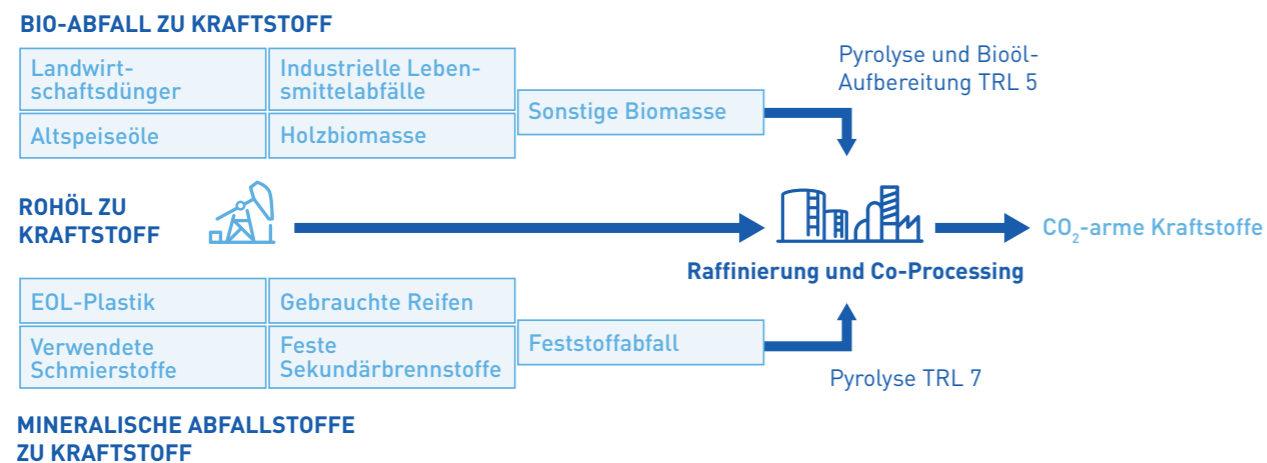 BIO-ABFALL ZU KRAFTSTOFF
Landwirt-
schaftsdünger
Industrielle Leben-
smittelabfälle
Altspeiseöle
Holzbiomasse
Sonstige Biomasse
Pyrolyse und Bioöl-
Aufbereitung TRL 5
ROHÖL ZU
KRAFTSTOFF
Raffinierung und Co-Processing
CO₂-arme Kraftstoffe
EOL-Plastik
Gebrauchte Reifen
Verwendete
Schmierstoffe
Feste
Sekundärbrennstoffe
Feststoffabfall
Pyrolyse TRL 7
MINERALISCHE ABFALLSTOFFE
ZU KRAFTSTOFF